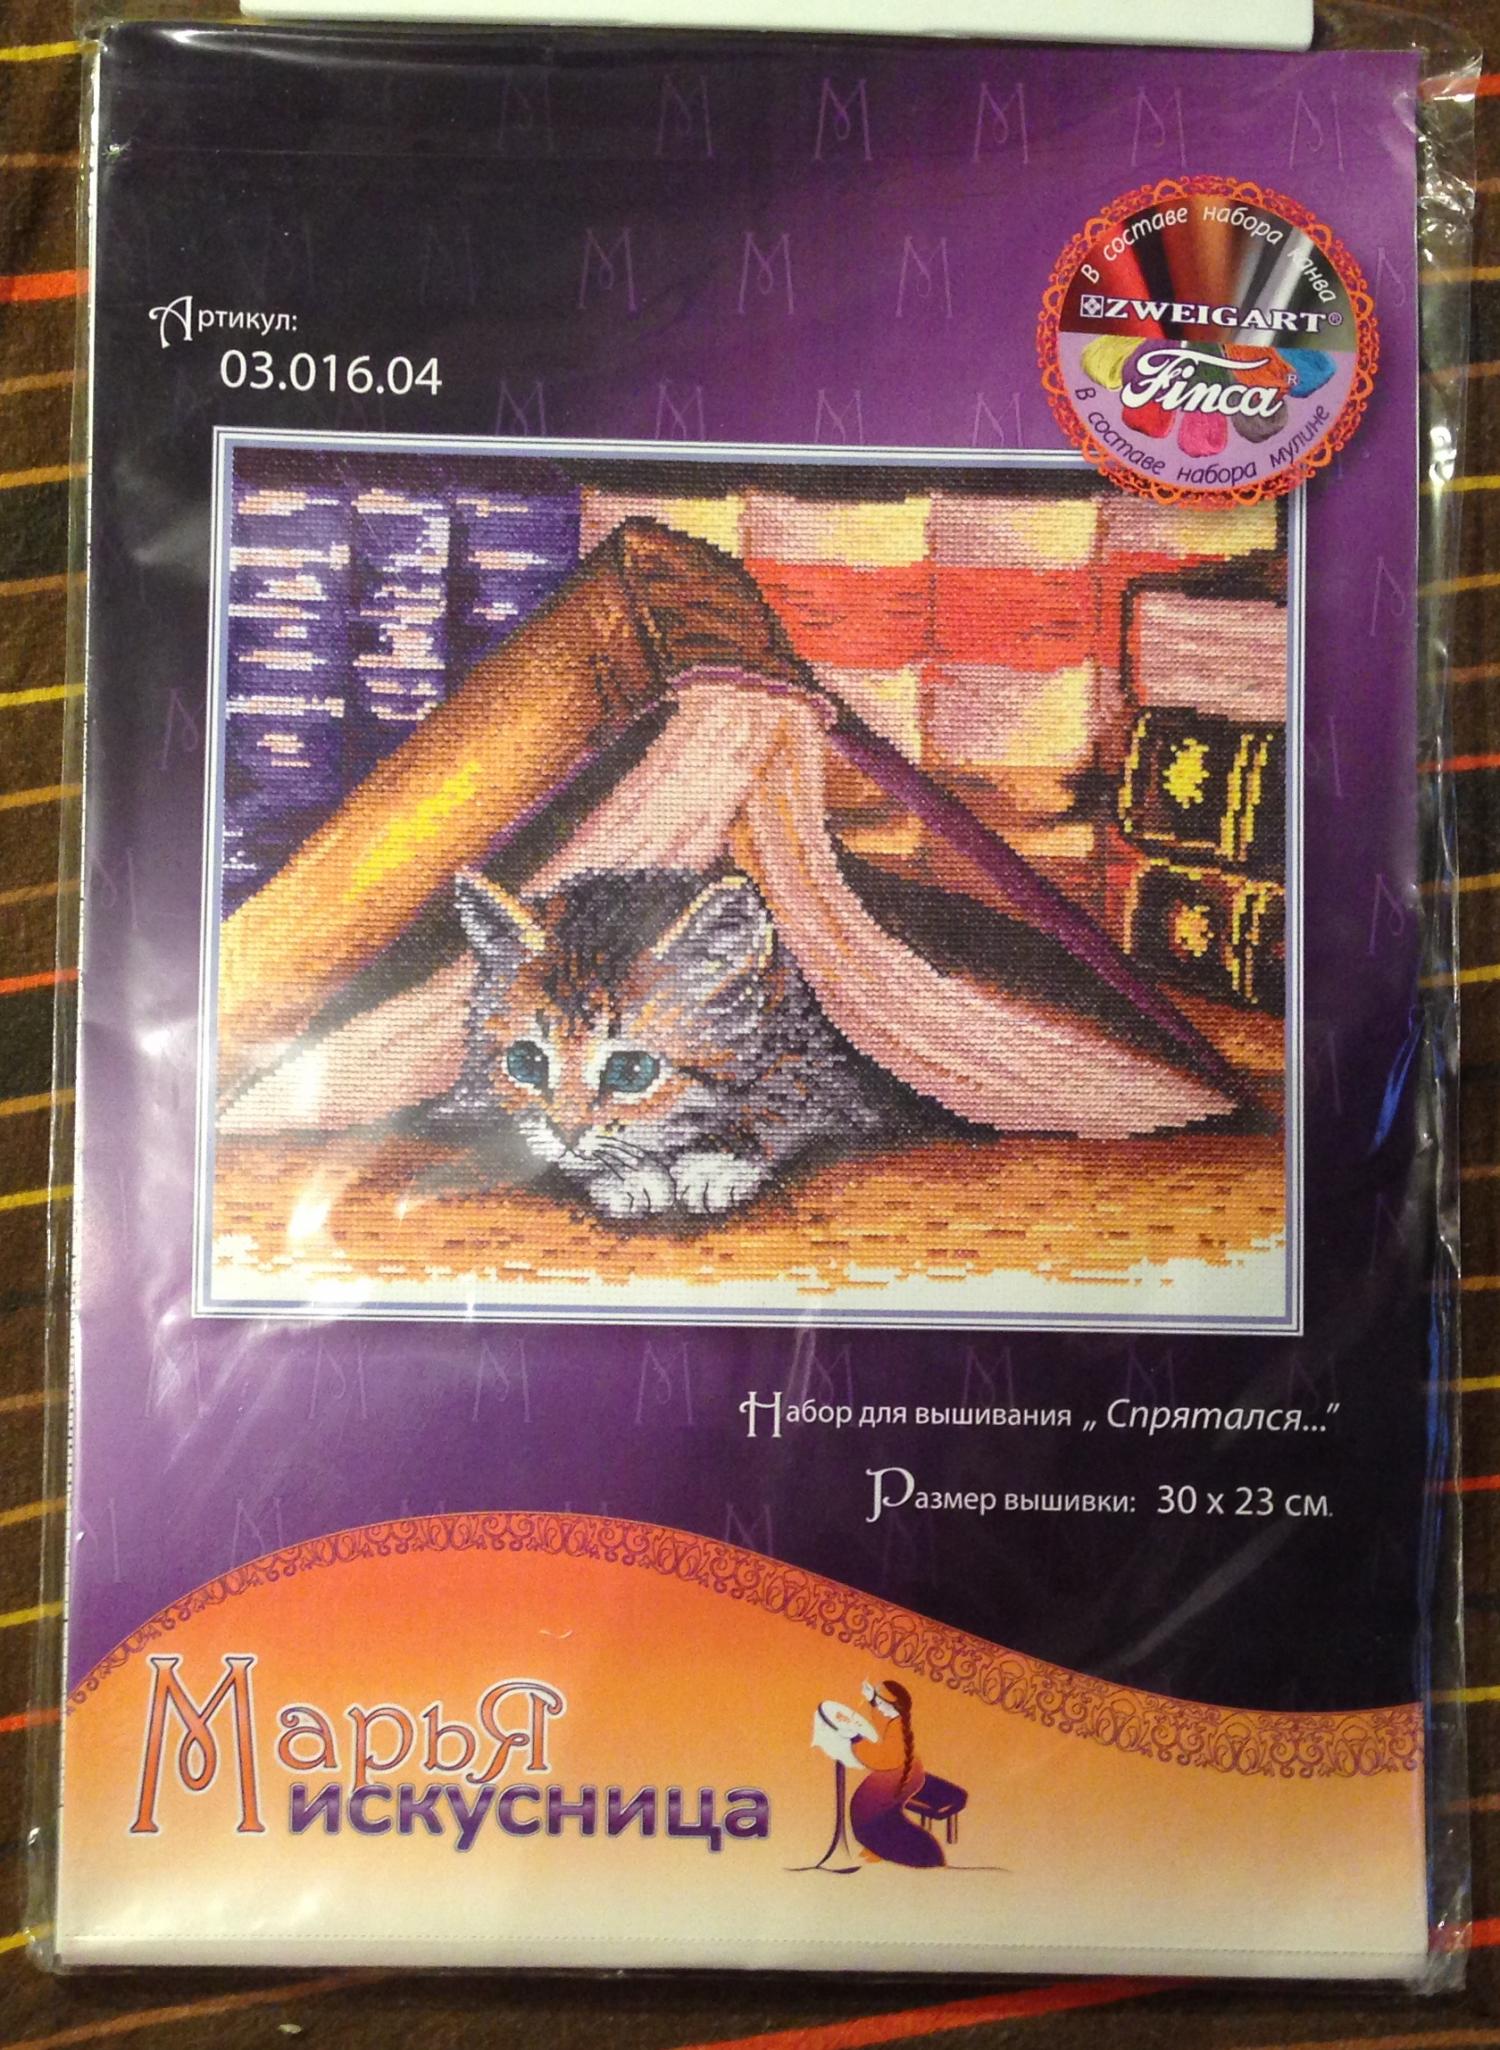 В составе набора канва
ZWEIGART®
Finca®
В составе набора мулине
Артикул:
03.016.04
Набор для вышивания „Спрятался...”
Размер вышивки: 30 x 23 см.
МарьЯ
искусница